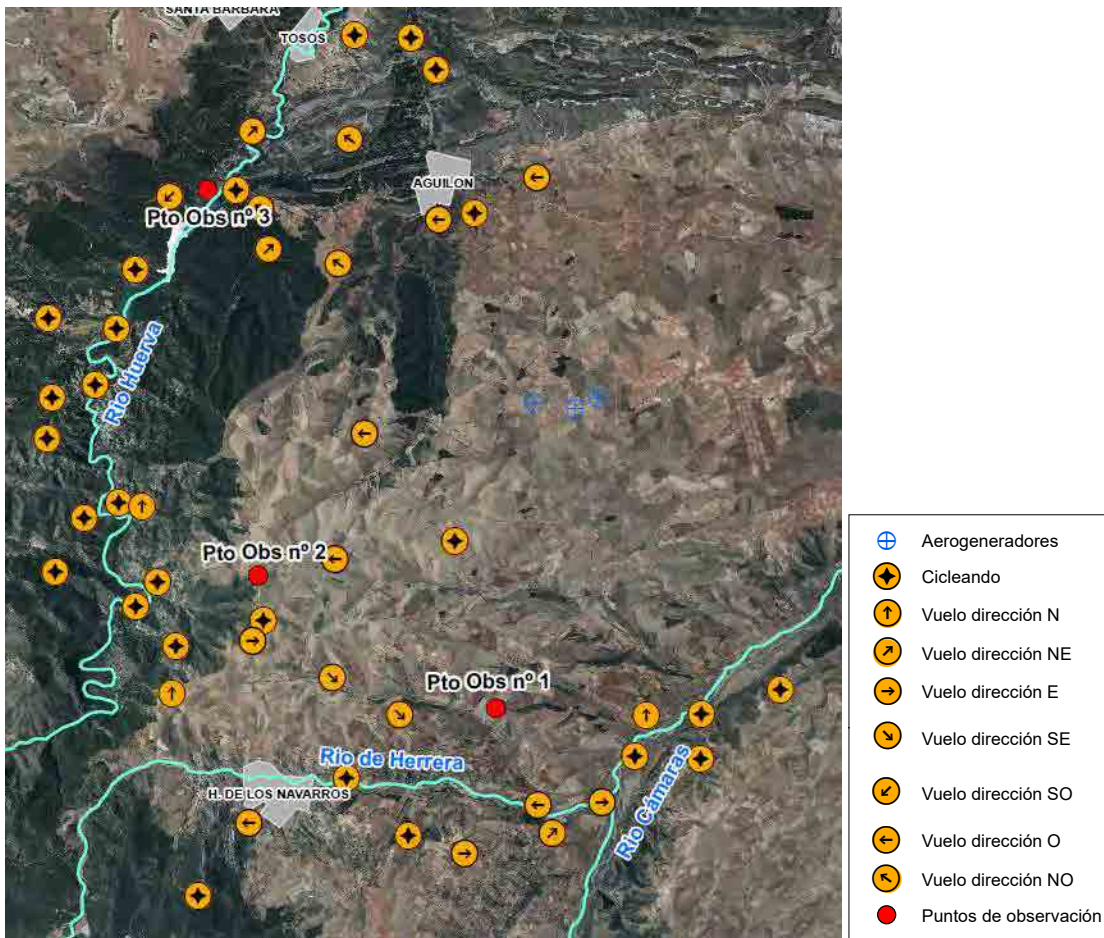 SANTA BARBARA
TOSOS
AGUILON
Pto Obs nº 3
Río Huerva
Pto Obs nº 2
Pto Obs nº 1
Río de Herrera
H. DE LOS NAVARROS
Río Cámaras
Aerogeneradores
Cicleando
Vuelo dirección N
Vuelo dirección NE
Vuelo dirección E
Vuelo dirección SE
Vuelo dirección SO
Vuelo dirección O
Vuelo dirección NO
Puntos de observación